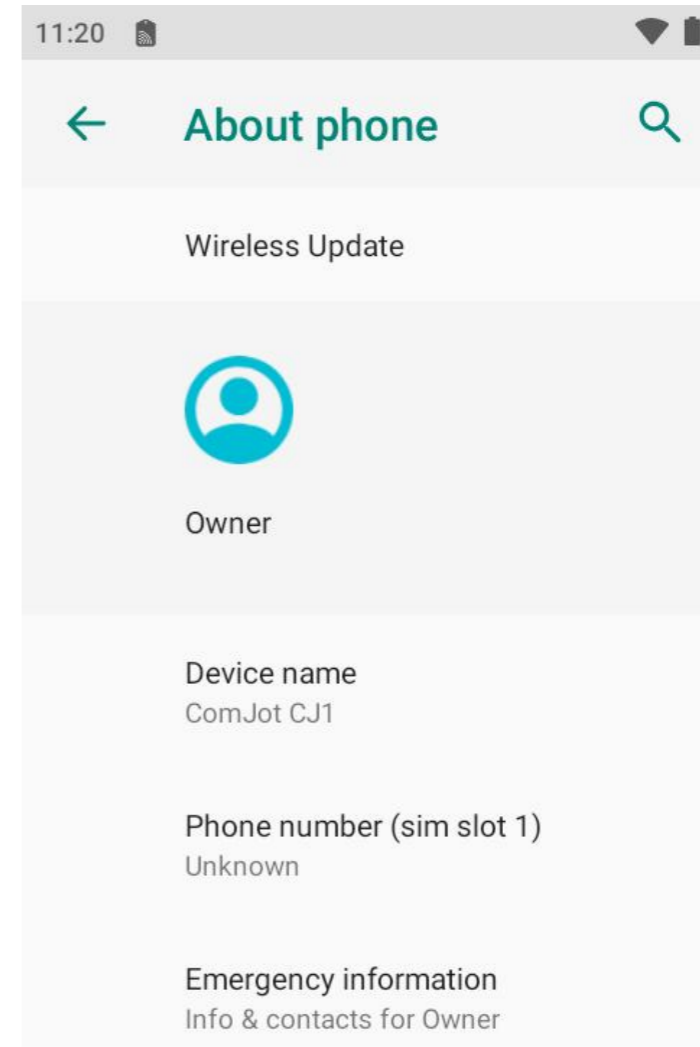 11:20
About phone
Wireless Update
Owner
Device name
ComJot CJ1
Phone number (sim slot 1)
Unknown
Emergency information
Info & contacts for Owner